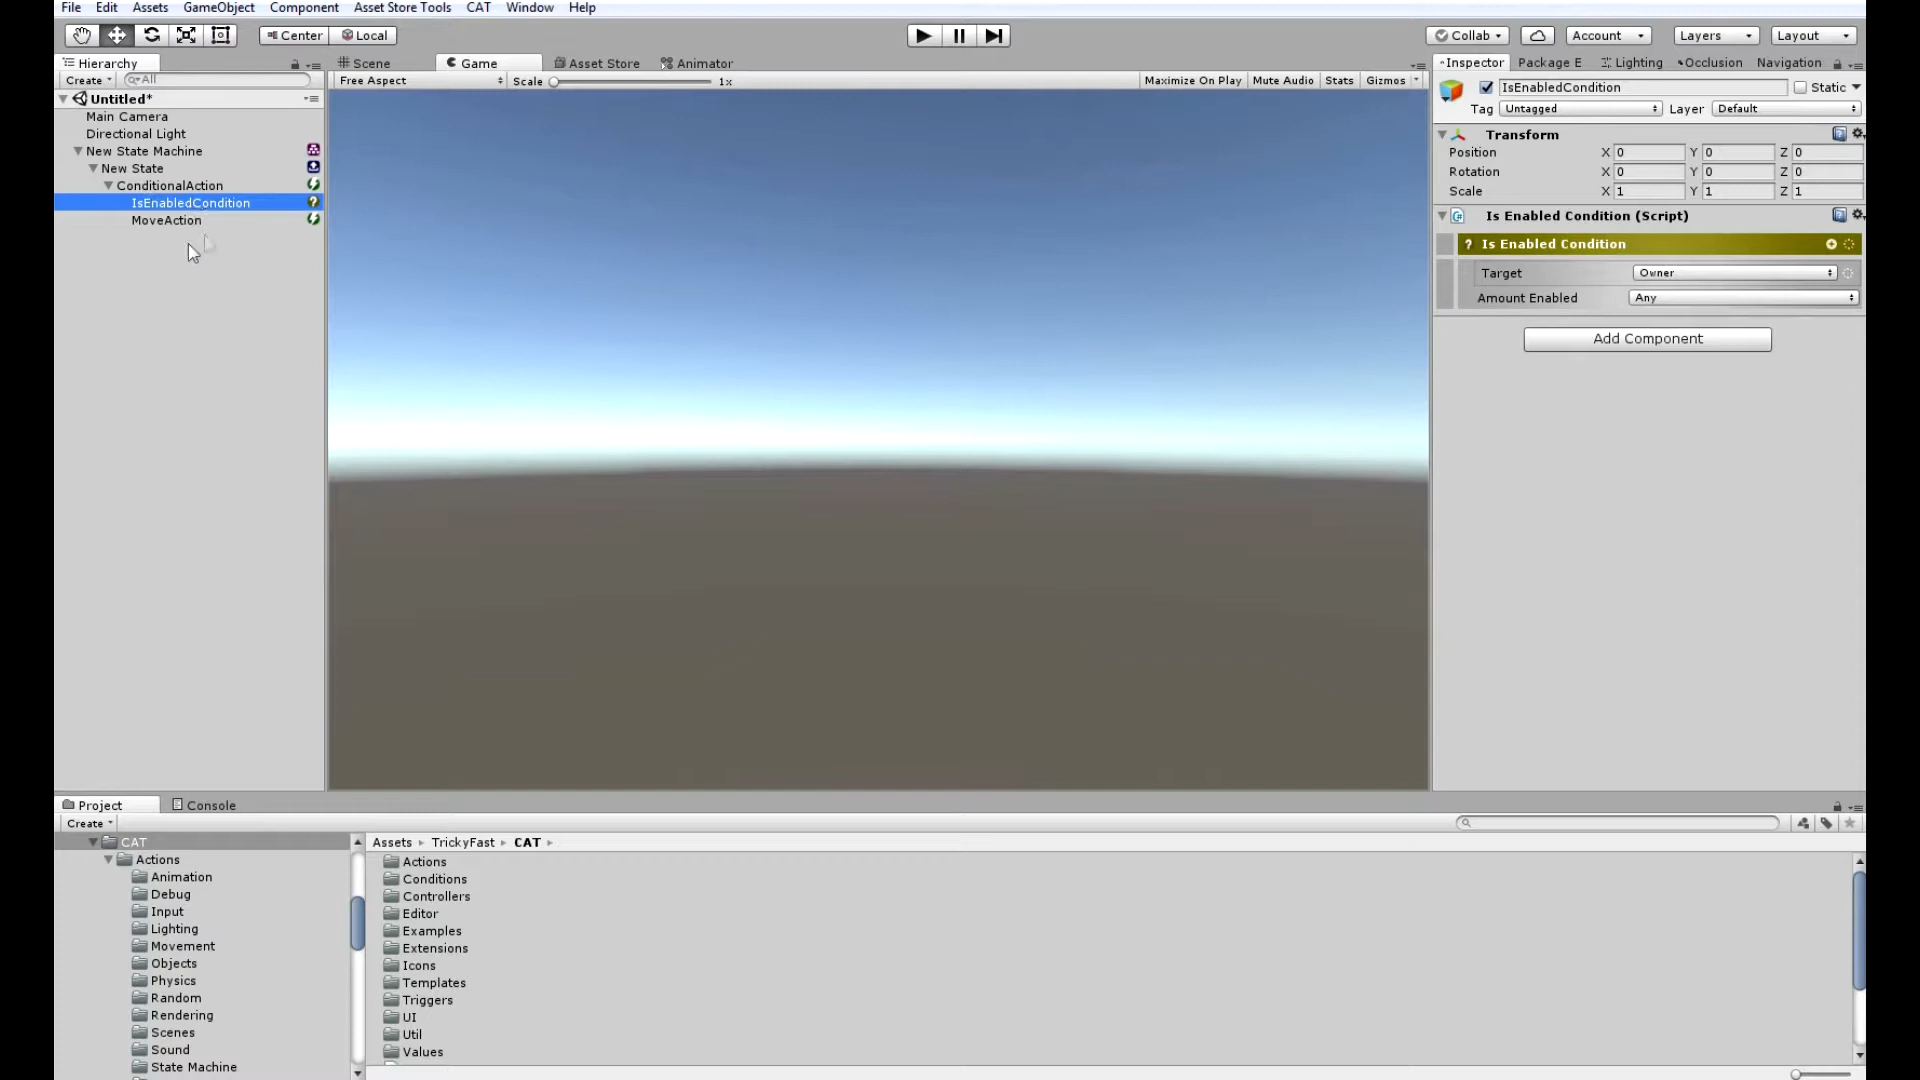 File Edit Assets GameObject Component Asset Store Tools CAT Window Help
Center Local Collab Account Layers Layout
Hierarchy Scene Game Asset Store Animator Inspector Package E Lighting Occlusion Navigation
Create All Free Aspect Scale 1x Maximize On Play Mute Audio Stats Gizmos
IsEnabledCondition Static
Tag Untagged Layer Default
Untitled*
Main Camera
Directional Light
New State Machine
New State
ConditionalAction
IsEnabledCondition
MoveAction
Transform
Position X 0 Y 0 Z 0
Rotation X 0 Y 0 Z 0
Scale X 1 Y 1 Z 1
Is Enabled Condition (Script)
? Is Enabled Condition
Target Owner
Amount Enabled Any
Add Component
Project Console
Create
CAT
Actions
Animation
Debug
Input
Lighting
Movement
Objects
Physics
Random
Rendering
Scenes
Sound
State Machine
Assets TrickyFast CAT
Actions
Conditions
Controllers
Editor
Examples
Extensions
Icons
Templates
Triggers
UI
Util
Values